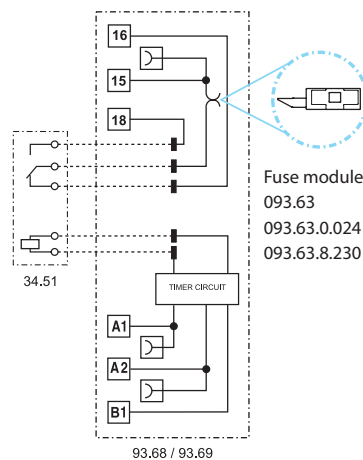 16
15
18
Fuse module
093.63
093.63.0.024
093.63.8.230
34.51
TIMER CIRCUIT
A1
A2
B1
93.68 / 93.69